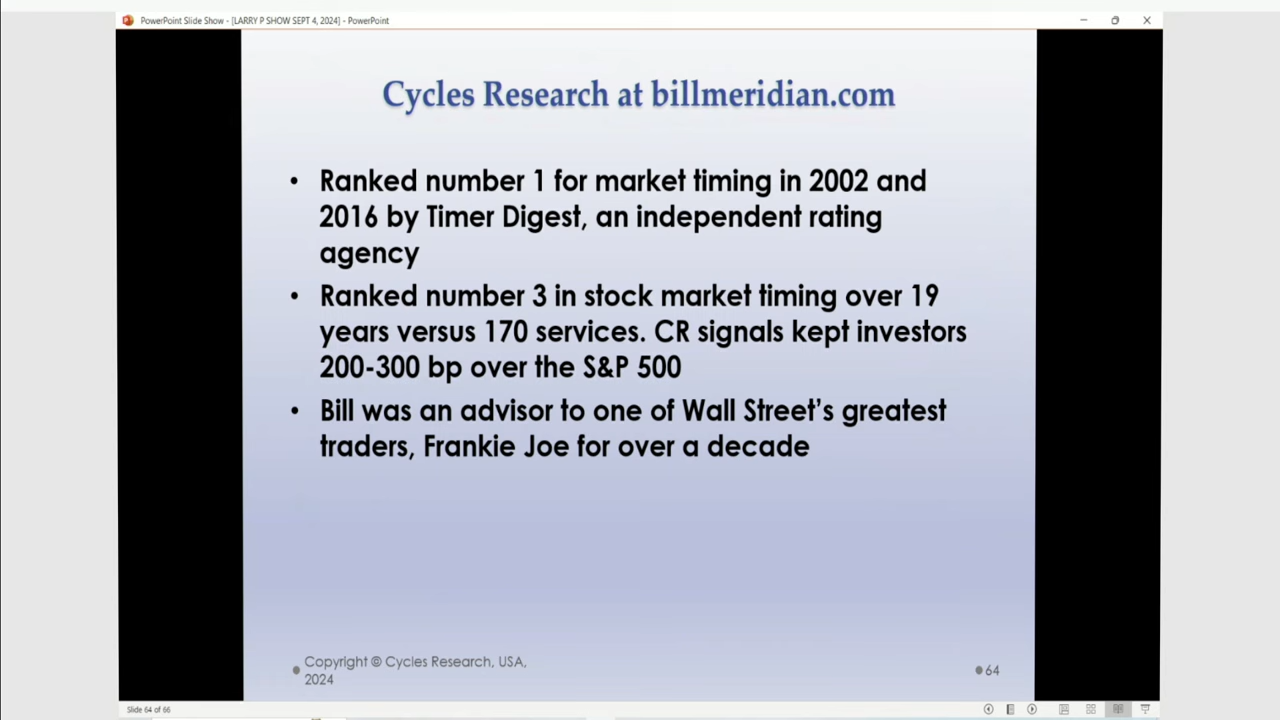 PowerPoint Slide Show - [LARRY P SHOW SEPT 4, 2024] - PowerPoint
Cycles Research at billmeridian.com
• Ranked number 1 for market timing in 2002 and
2016 by Timer Digest, an independent rating
agency
• Ranked number 3 in stock market timing over 19
years versus 170 services. CR signals kept investors
200-300 bp over the S&P 500
• Bill was an advisor to one of Wall Street’s greatest
traders, Frankie Joe for over a decade
Copyright © Cycles Research, USA,
2024
64
Slide 64 of 66